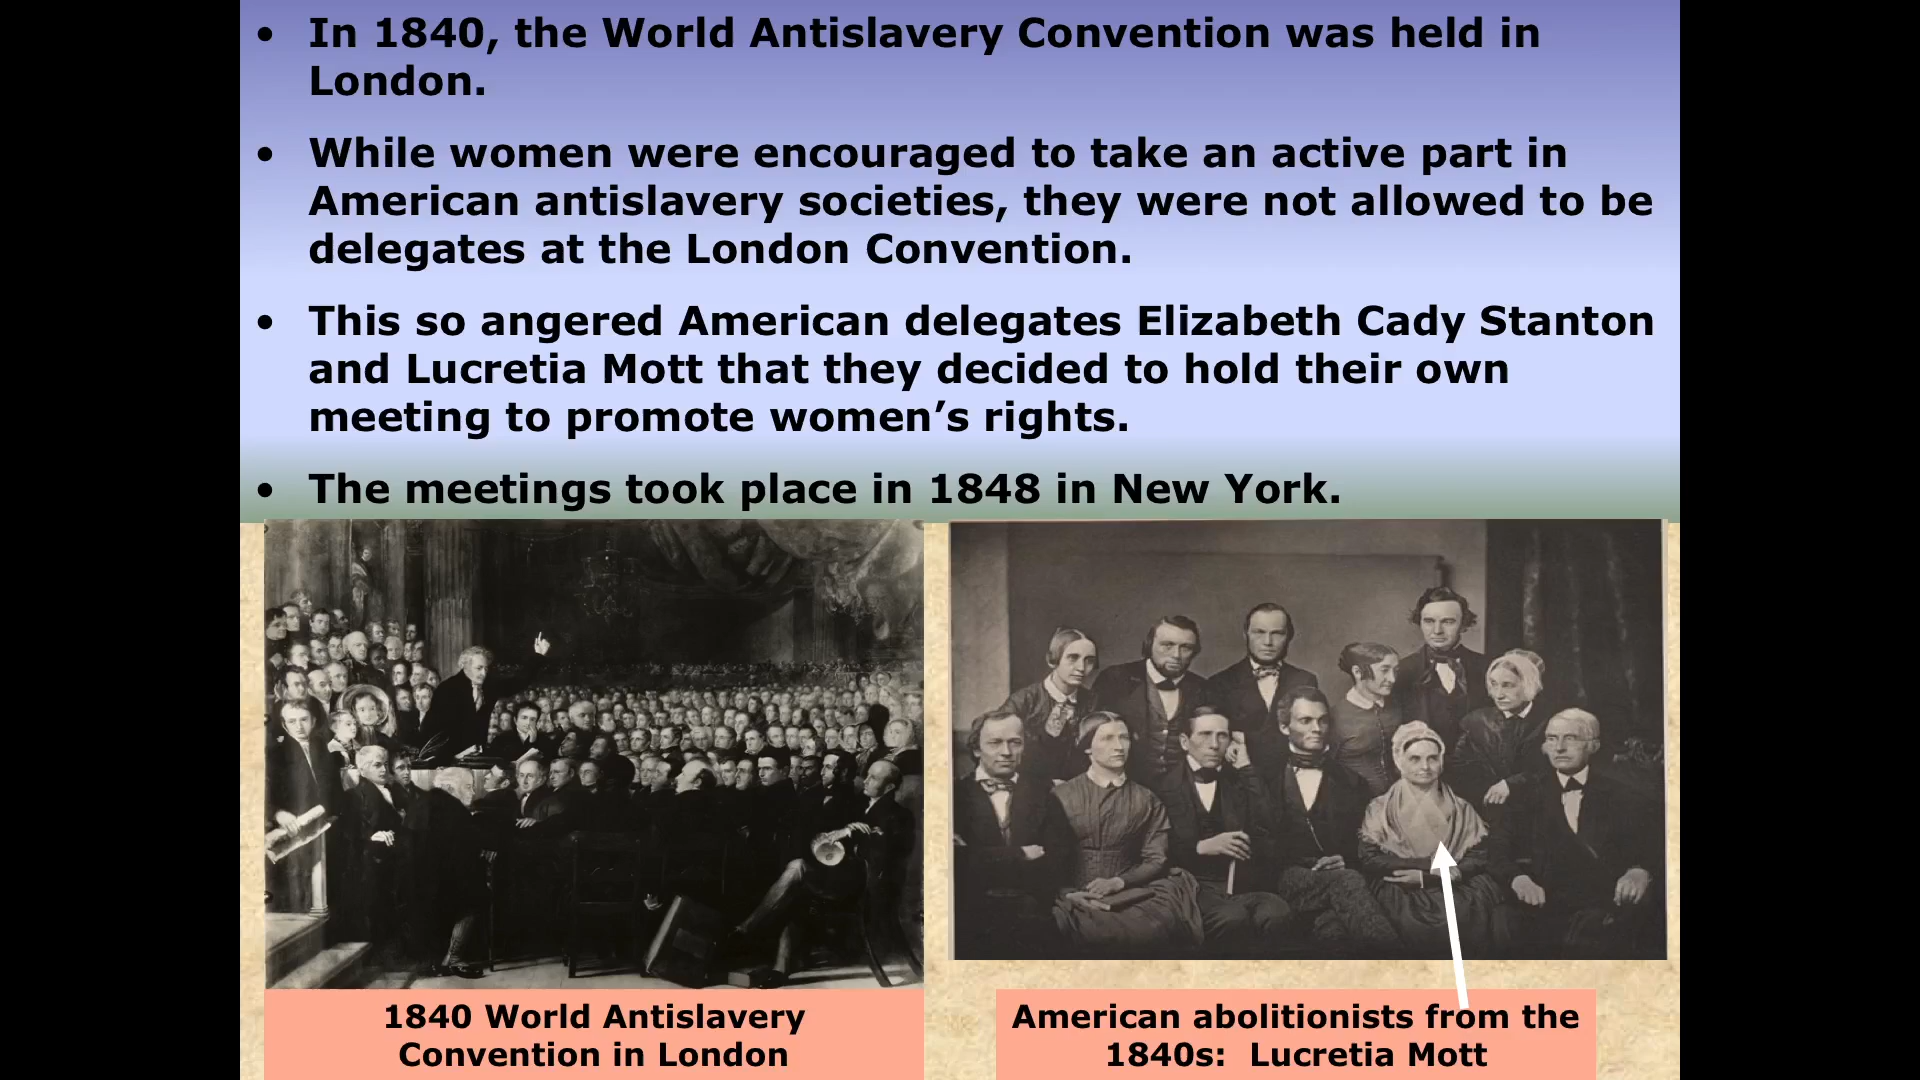 • In 1840, the World Antislavery Convention was held in
London.
• While women were encouraged to take an active part in
American antislavery societies, they were not allowed to be
delegates at the London Convention.
• This so angered American delegates Elizabeth Cady Stanton
and Lucretia Mott that they decided to hold their own
meeting to promote women’s rights.
• The meetings took place in 1848 in New York.
1840 World Antislavery
Convention in London
American abolitionists from the
1840s:  Lucretia Mott